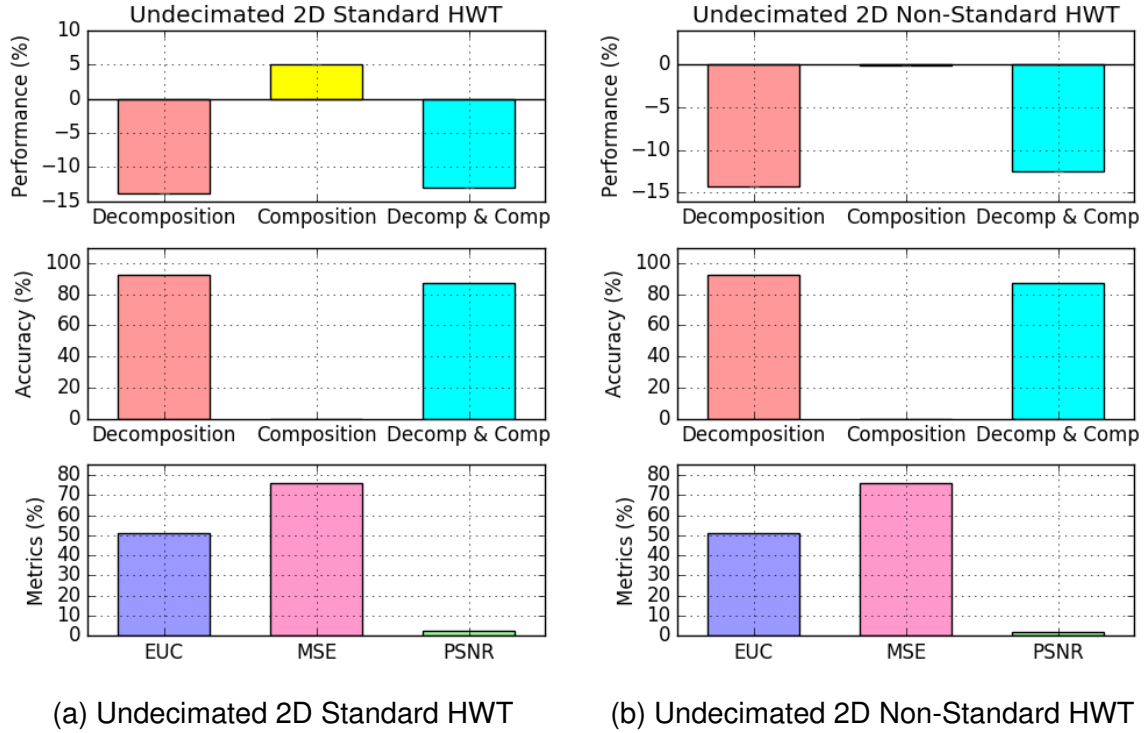 Undecimated 2D Standard HWT
Performance (%)
10
5
0
−5
−10
−15
Decomposition Composition Decomp & Comp
Accuracy (%)
100
80
60
40
20
0
Decomposition Composition Decomp & Comp
Metrics (%)
80
70
60
50
40
30
20
10
0
EUC MSE PSNR
(a) Undecimated 2D Standard HWT
Undecimated 2D Non-Standard HWT
Performance (%)
0
−5
−10
−15
Decomposition Composition Decomp & Comp
Accuracy (%)
100
80
60
40
20
0
Decomposition Composition Decomp & Comp
Metrics (%)
80
70
60
50
40
30
20
10
0
EUC MSE PSNR
(b) Undecimated 2D Non-Standard HWT